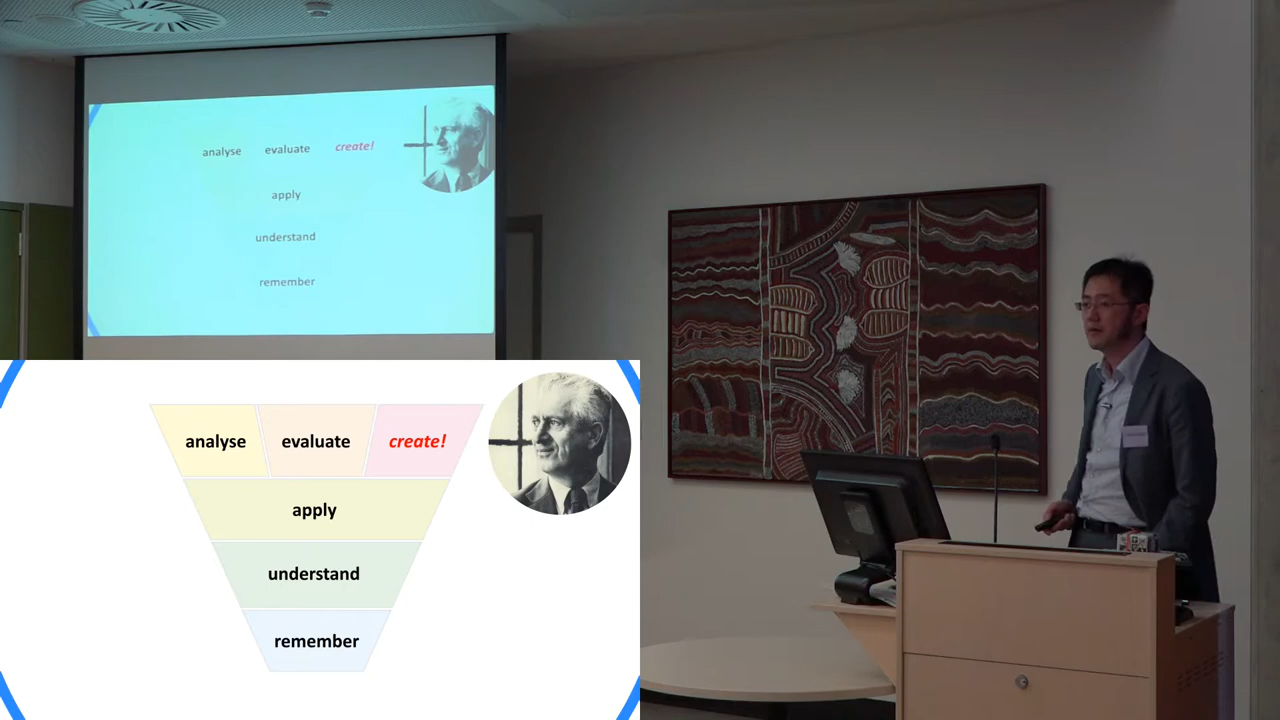 analyse evaluate create!
apply
understand
remember
analyse evaluate create!
apply
understand
remember